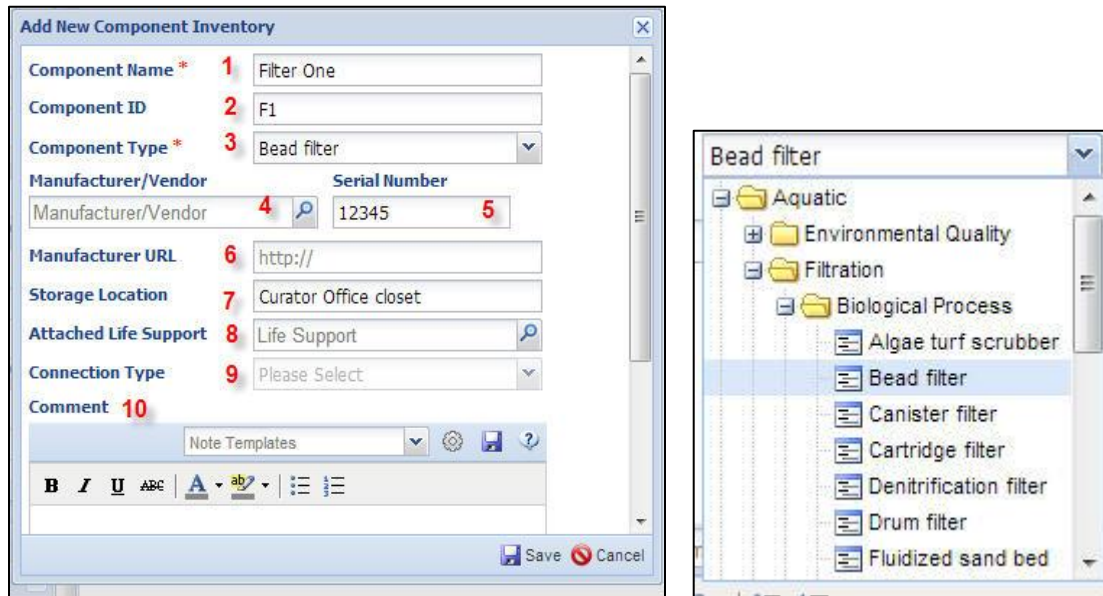 Add New Component Inventory
Component Name * 1 Filter One
Component ID 2 F1
Component Type * 3 Bead filter
Manufacturer/Vendor Serial Number
Manufacturer/Vendor 4 12345 5
Manufacturer URL 6 http://
Storage Location 7 Curator Office closet
Attached Life Support 8 Life Support
Connection Type 9 Please Select
Comment 10
Note Templates
B I U ABC A ab
Save Cancel
Bead filter
Aquatic
Environmental Quality
Filtration
Biological Process
Algae turf scrubber
Bead filter
Canister filter
Cartridge filter
Denitrification filter
Drum filter
Fluidized sand bed